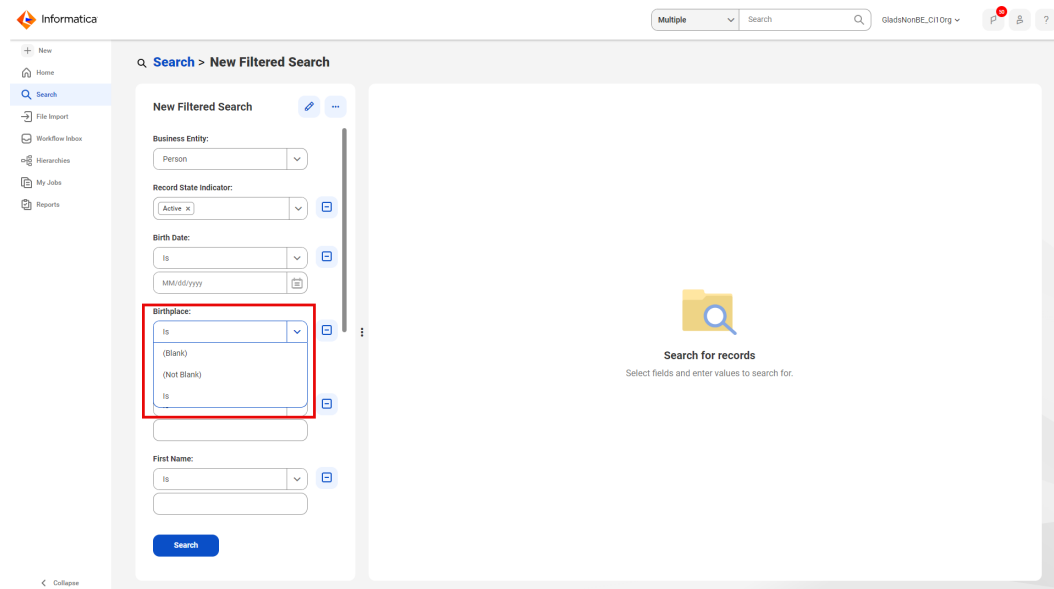 Informatica
Multiple
Search
GladsNonBE_CI1Org
50
?
New
Home
Search
File Import
Workflow Inbox
Hierarchies
My Jobs
Reports
Collapse
Search > New Filtered Search
New Filtered Search
Business Entity:
Person
Record State Indicator:
Active ×
Birth Date:
Is
MM/dd/yyyy
Birthplace:
Is
(Blank)
(Not Blank)
Is
First Name:
Is
Search
Search for records
Select fields and enter values to search for.